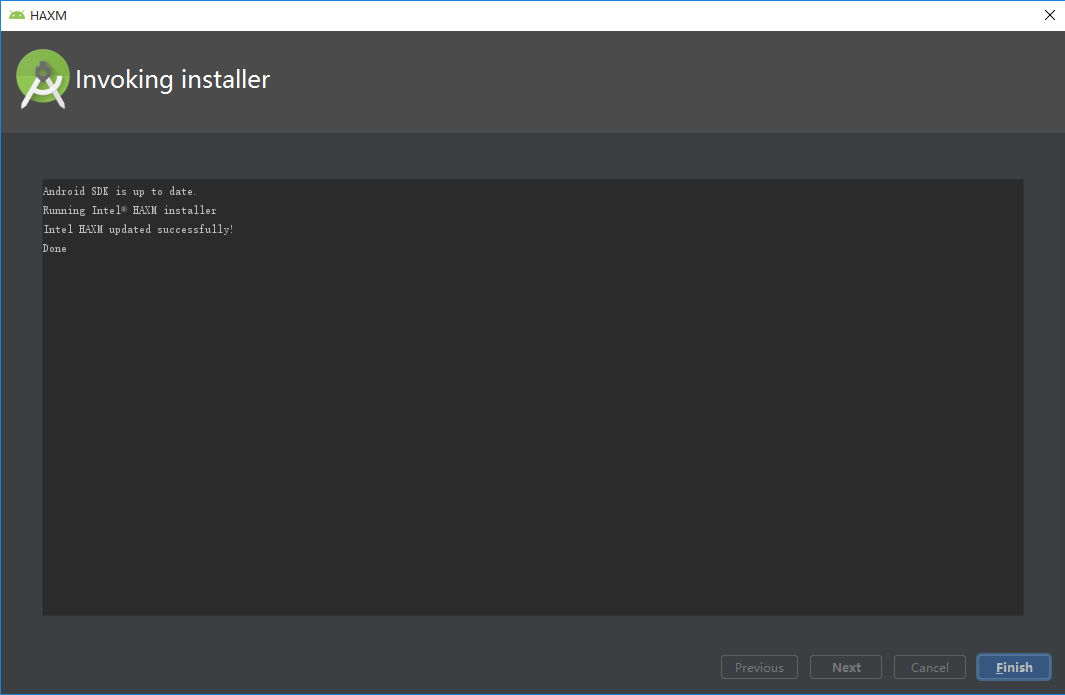 HAXM
Invoking installer
Android SDK is up to date.
Running Intel® HAXM installer
Intel HAXM updated successfully!
Done
Previous
Next
Cancel
Finish